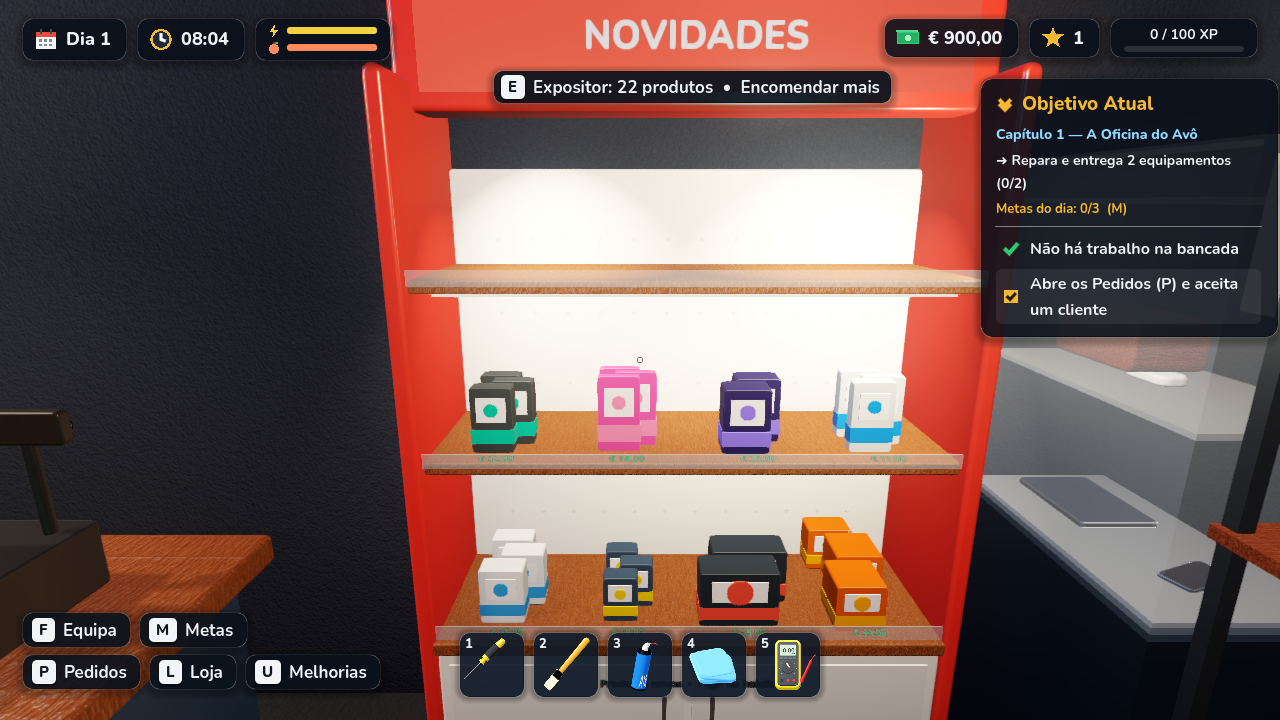 Dia 1
08:04
NOVIDADES
€ 900,00
1
0 / 100 XP
E Expositor: 22 produtos • Encomendar mais
Objetivo Atual
Capítulo 1 — A Oficina do Avô
→ Repara e entrega 2 equipamentos
(0/2)
Metas do dia: 0/3 (M)
Não há trabalho na bancada
Abre os Pedidos (P) e aceita
um cliente
F Equipa
M Metas
P Pedidos
L Loja
U Melhorias
1
2
3
4
5